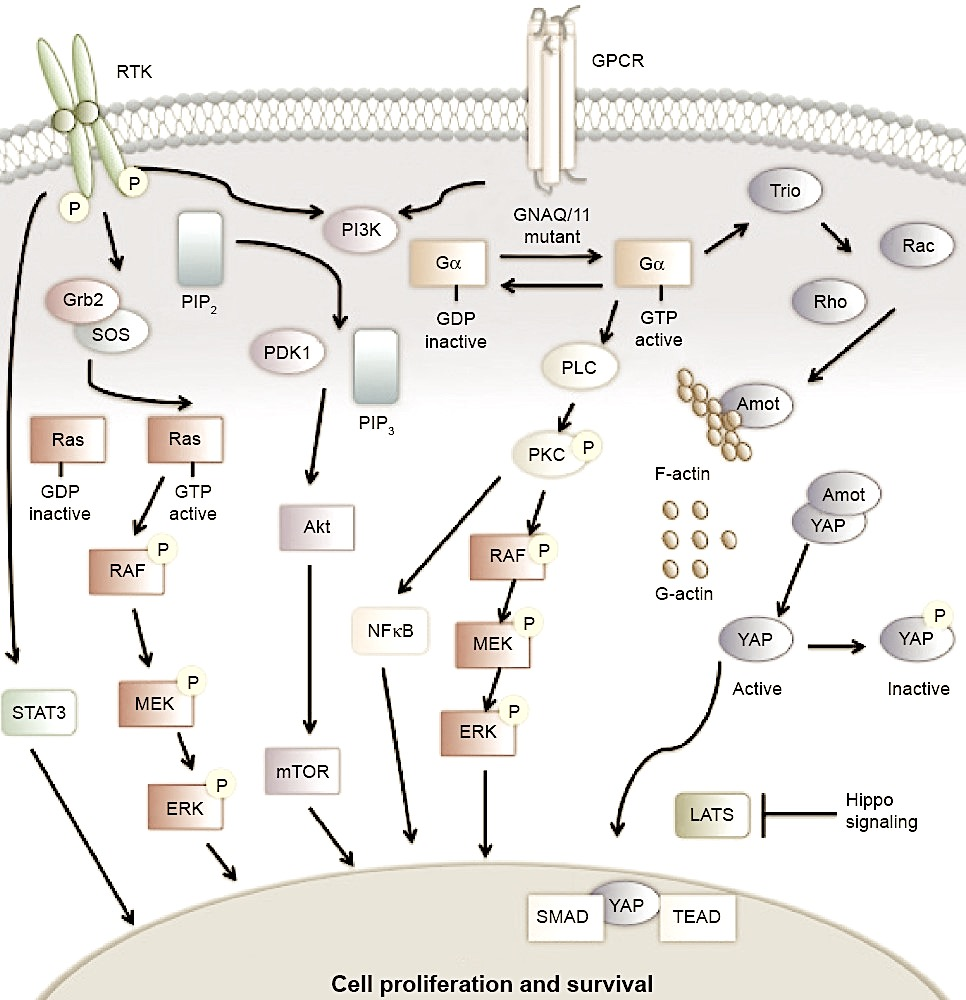 RTK
GPCR
P
P
Trio
PI3K
GNAQ/11
mutant
Rac
Gα
Gα
PIP2
Grb2
SOS
GDP
inactive
GTP
active
Rho
PDK1
PLC
PIP3
Amot
Ras
Ras
PKC
P
F-actin
GDP
inactive
GTP
active
Amot
YAP
Akt
P
RAF
RAF
P
G-actin
NFκB
P
MEK
YAP
P
YAP
Active
Inactive
P
MEK
STAT3
P
ERK
mTOR
P
ERK
LATS
Hippo
signaling
SMAD
YAP
TEAD
Cell proliferation and survival